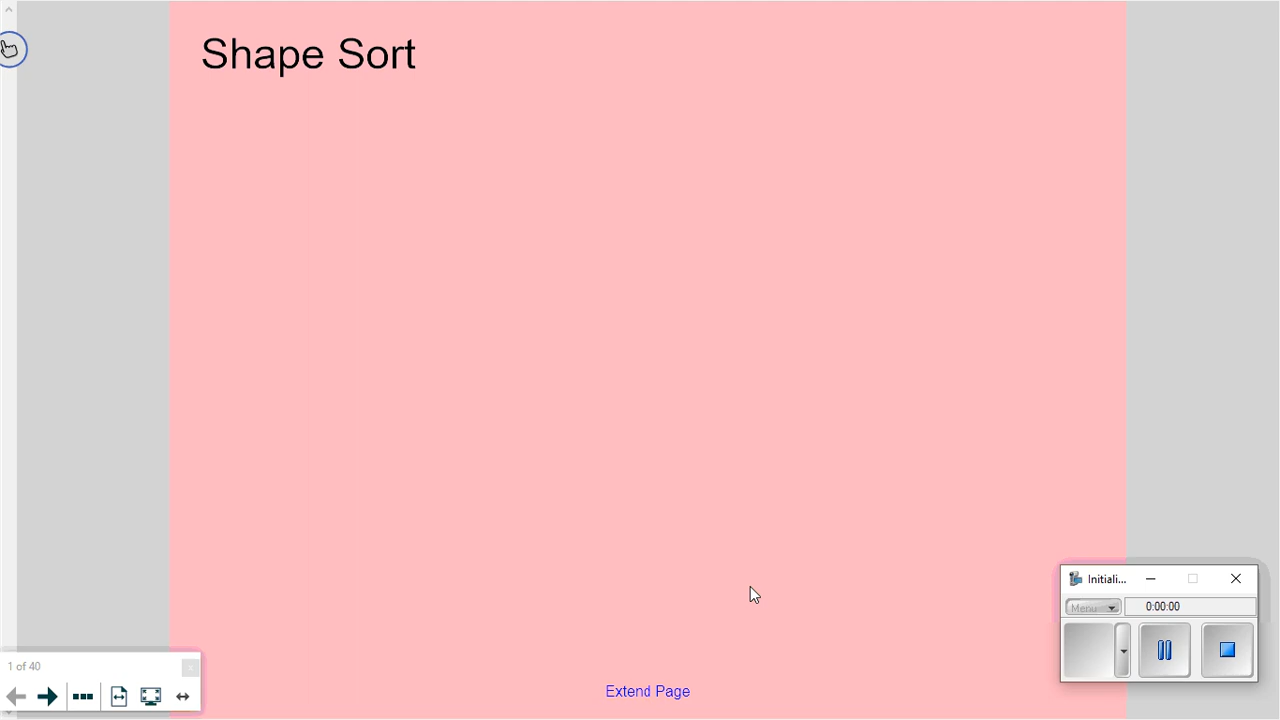 Shape Sort
Initiali...
Menu
0:00:00
1 of 40
x
Extend Page